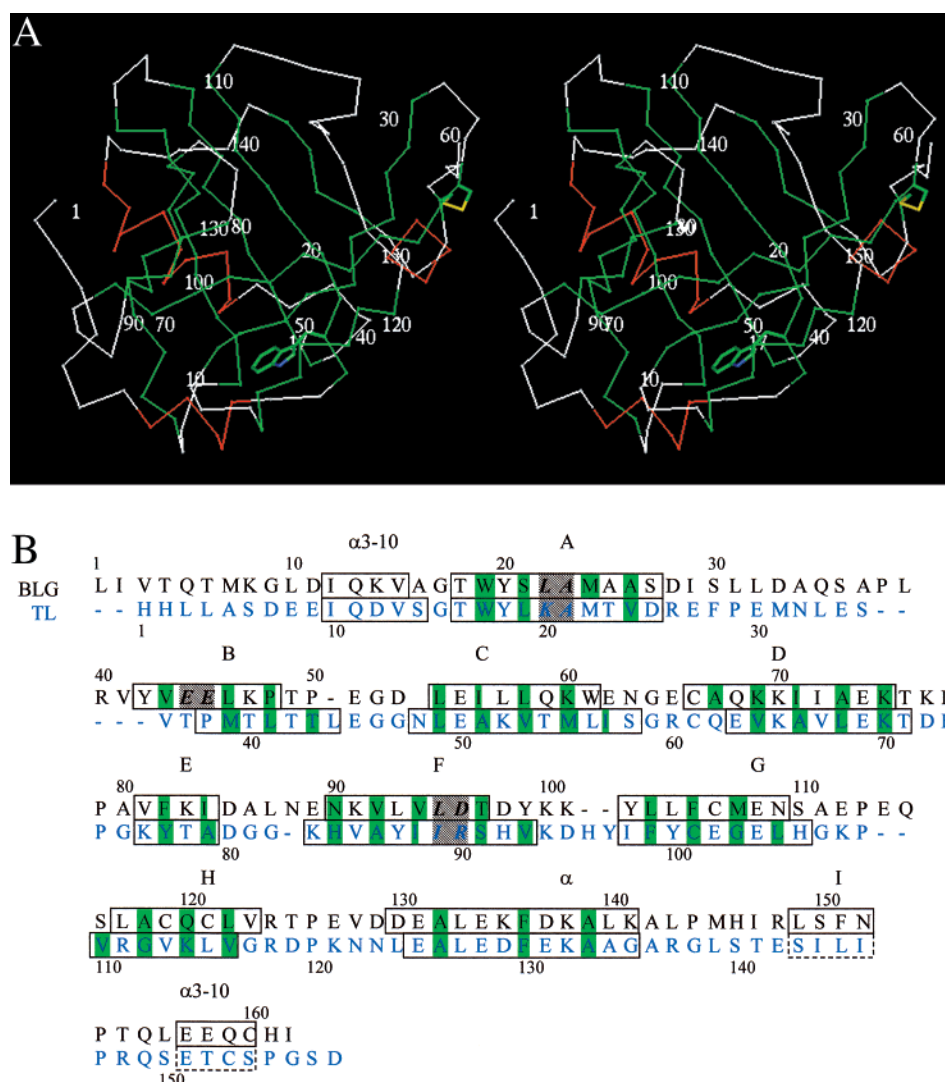 A
110
30
60
140
1
130
80
20
150
100
90
70
50
17
40
120
10
110
30
60
140
1
130
80
20
150
100
90
70
50
17
40
120
10
B
α3-10 A
1 10 20 30
BLG L I V T Q T M K G L D I Q K V A G T W Y S L A M A A S D I S L L D A Q S A P L
TL - - H H L L A S D E E I Q D V S G T W Y L K A M T V D R E F P E M N L E S - -
1 10 20 30
B C D
40 50 60 70
R V Y V E E L K P T P - E G D L E I L L Q K W E N G E C A Q K K I I A E K T K I
- - - V T P M T L T T L E G G N L E A K V T M L I S G R C Q E V K A V L E K T D E
40 50 60 70
E F G
80 90 100 110
P A V F K I D A L N E N K V L V L D T D Y K K - - Y L L F C M E N S A E P E Q
P G K Y T A D G G - K H V A Y I I R S H V K D H Y I F Y C E G E L H G K P - -
80 90 100
H α I
120 130 140 150
S L A C Q C L V R T P E V D D E A L E K F D K A L K A L P M H I R L S F N
V R G V K L V G R D P K N N L E A L E D F E K A A G A R G L S T E S I L I
110 120 130 140
α3-10
160
P T Q L E E Q C H I
P R Q S E T C S P G S D
150